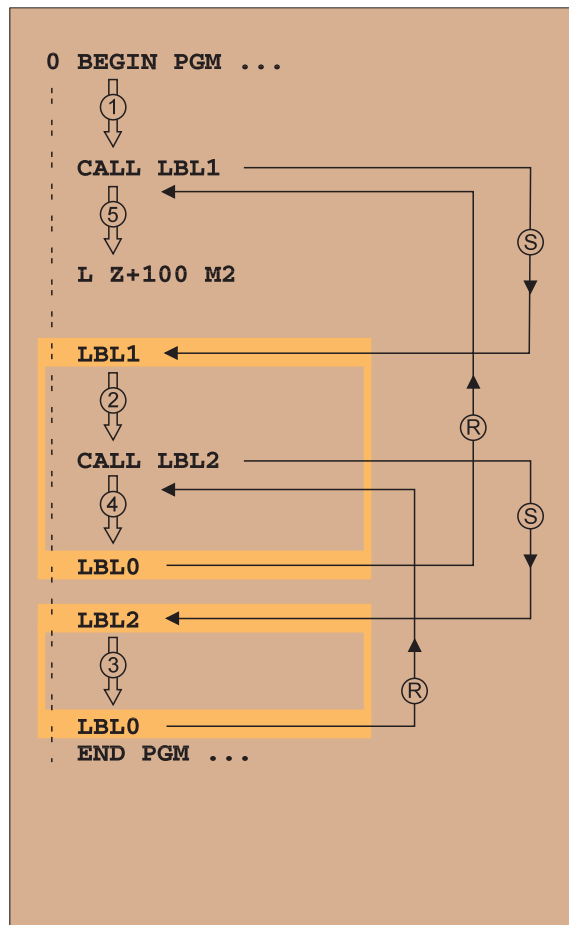 0 BEGIN PGM ...
1
CALL LBL1
5
S
L Z+100 M2
LBL1
2
R
CALL LBL2
4
S
LBL0
LBL2
3
R
LBL0
END PGM ...